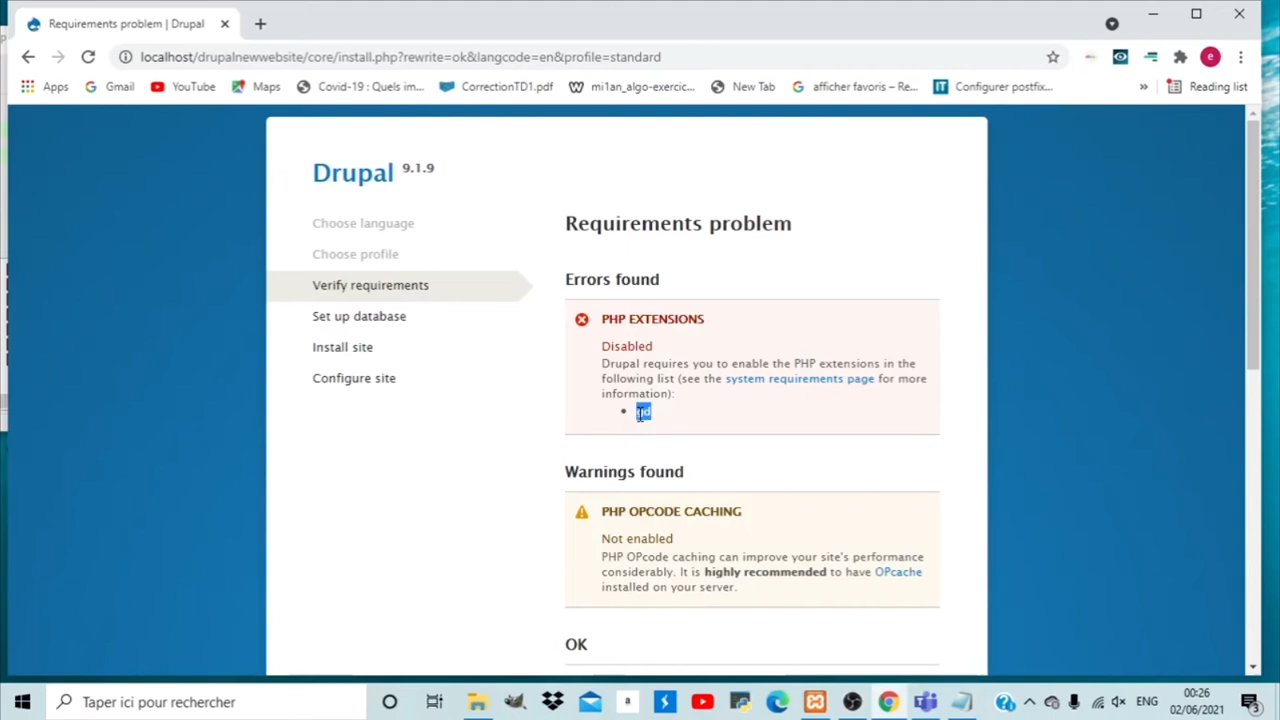 Requirements problem | Drupal
localhost/drupalnewwebsite/core/install.php?rewrite=ok&langcode=en&profile=standard
e
Apps
Gmail
YouTube
Maps
Covid-19 : Quels im...
CorrectionTD1.pdf
mi1an_algo-exercic...
New Tab
afficher favoris – Re...
IT Configurer postfix...
»
Reading list
Drupal 9.1.9
Choose language
Choose profile
Verify requirements
Set up database
Install site
Configure site
Requirements problem
Errors found
PHP EXTENSIONS
Disabled
Drupal requires you to enable the PHP extensions in the
following list (see the system requirements page for more
information):
• gd
Warnings found
PHP OPCODE CACHING
Not enabled
PHP OPcode caching can improve your site's performance
considerably. It is highly recommended to have OPcache
installed on your server.
OK
Taper ici pour rechercher
a
ENG
00:26
02/06/2021
3